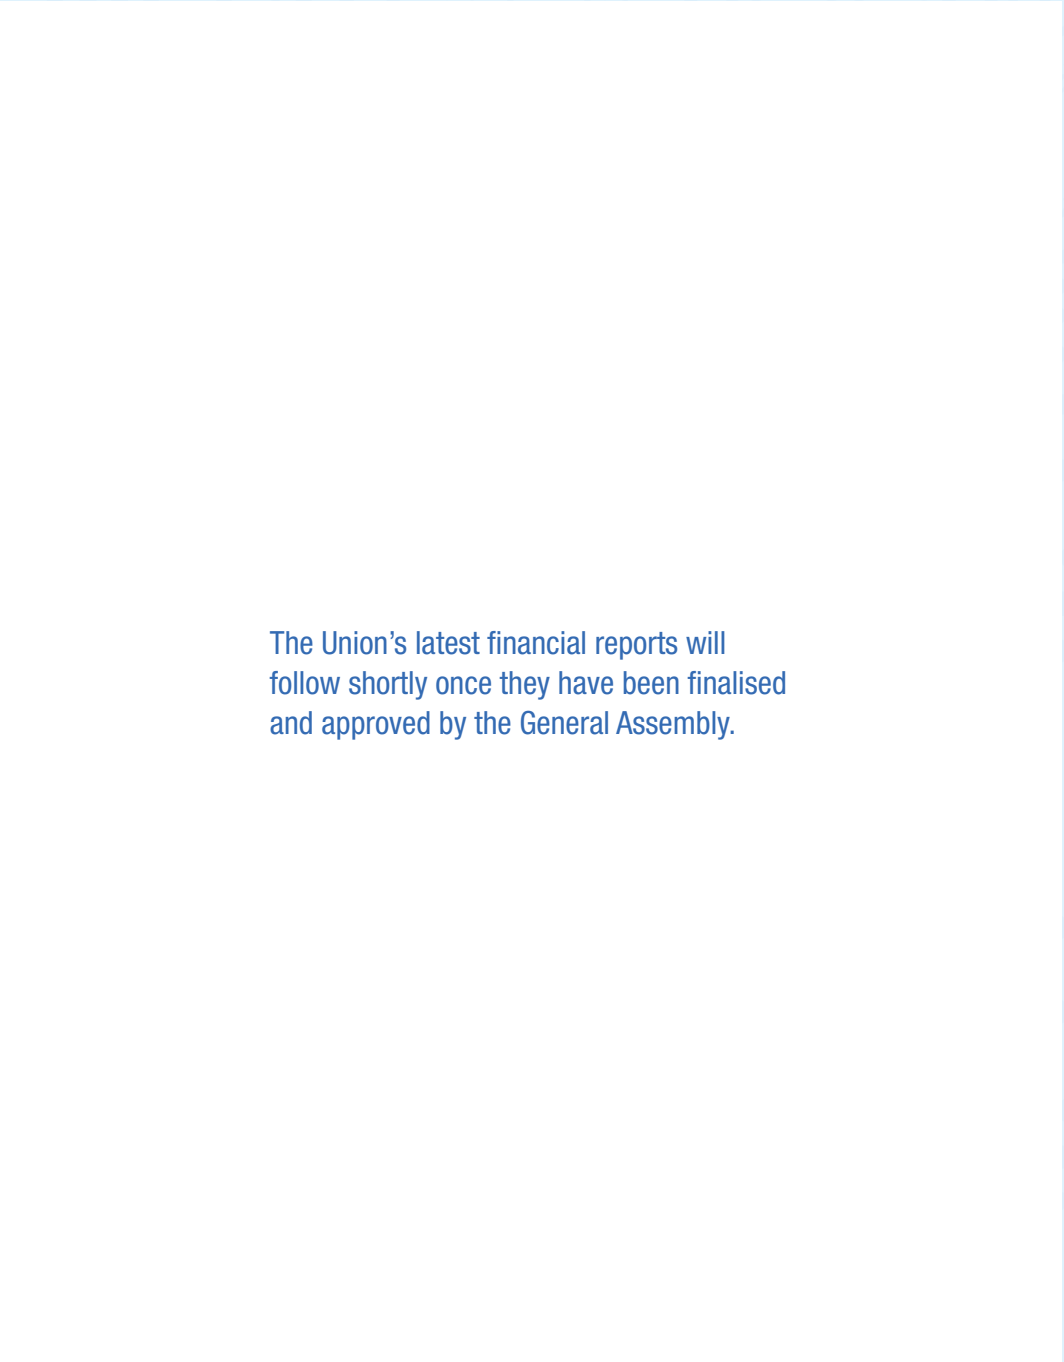 The Union’s latest financial reports will
follow shortly once they have been finalised
and approved by the General Assembly.